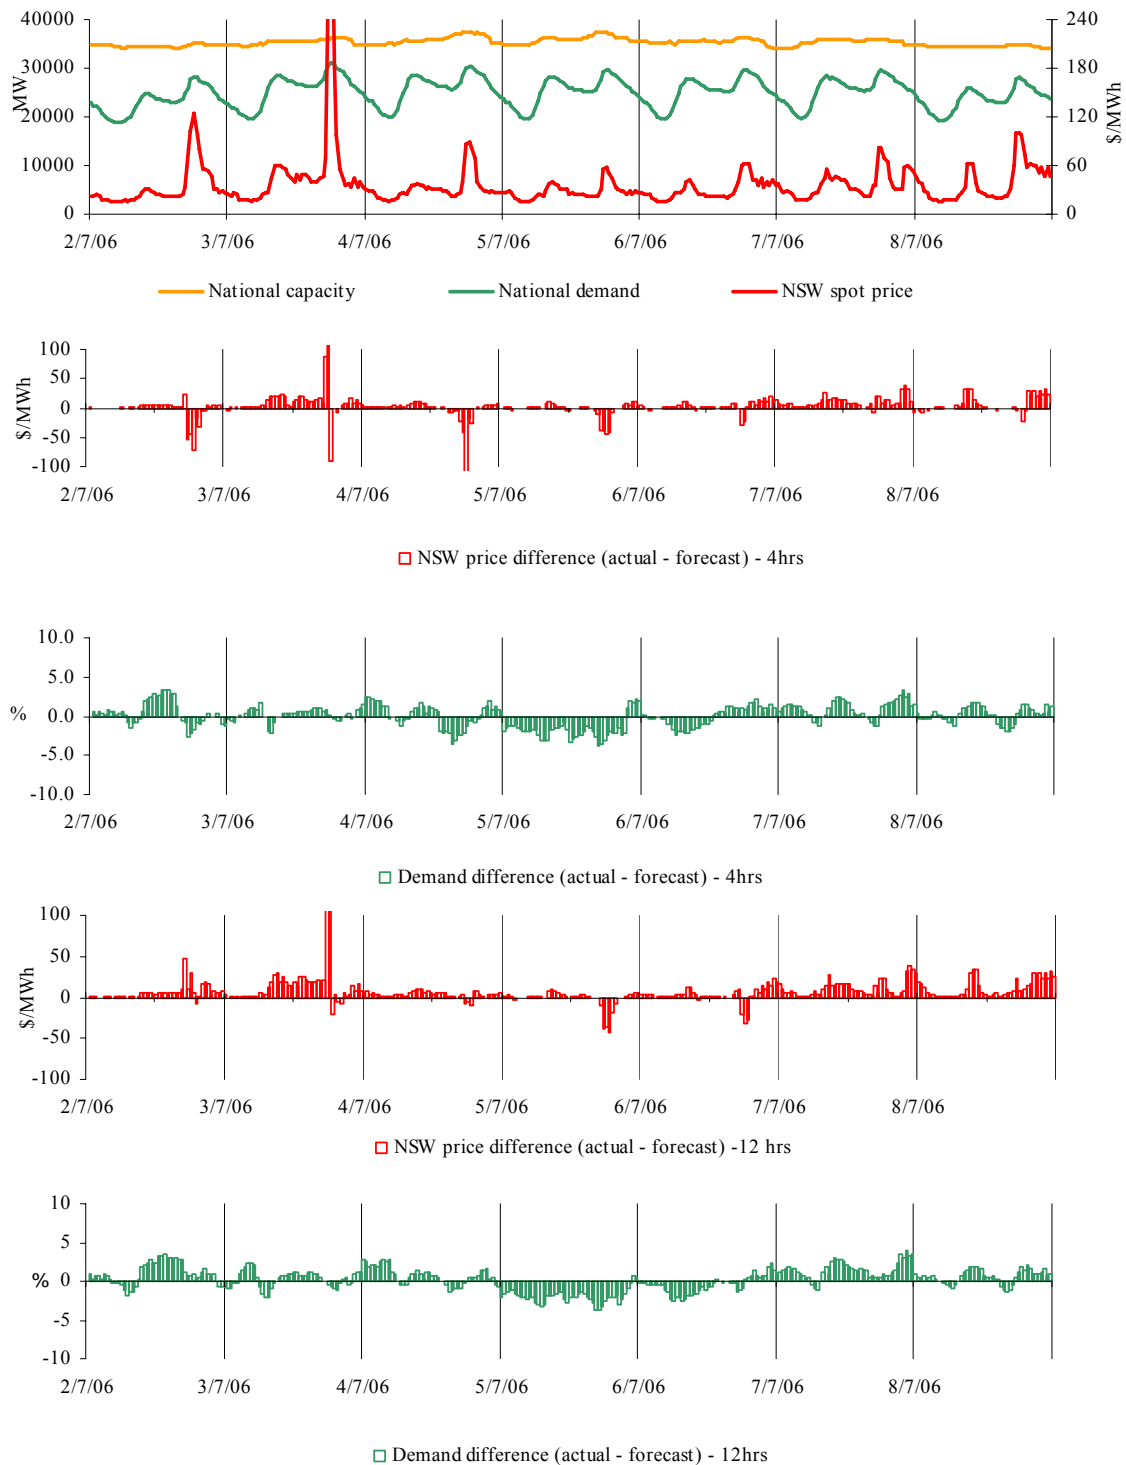 40000
30000
20000
10000
0
MW
240
180
120
60
0
$/MWh
2/7/06 3/7/06 4/7/06 5/7/06 6/7/06 7/7/06 8/7/06
National capacity National demand NSW spot price
100
50
0
-50
-100
$/MWh
2/7/06 3/7/06 4/7/06 5/7/06 6/7/06 7/7/06 8/7/06
NSW price difference (actual - forecast) - 4hrs
10.0
5.0
0.0
-5.0
-10.0
%
2/7/06 3/7/06 4/7/06 5/7/06 6/7/06 7/7/06 8/7/06
Demand difference (actual - forecast) - 4hrs
100
50
0
-50
-100
$/MWh
2/7/06 3/7/06 4/7/06 5/7/06 6/7/06 7/7/06 8/7/06
NSW price difference (actual - forecast) -12 hrs
10
5
0
-5
-10
%
2/7/06 3/7/06 4/7/06 5/7/06 6/7/06 7/7/06 8/7/06
Demand difference (actual - forecast) - 12hrs